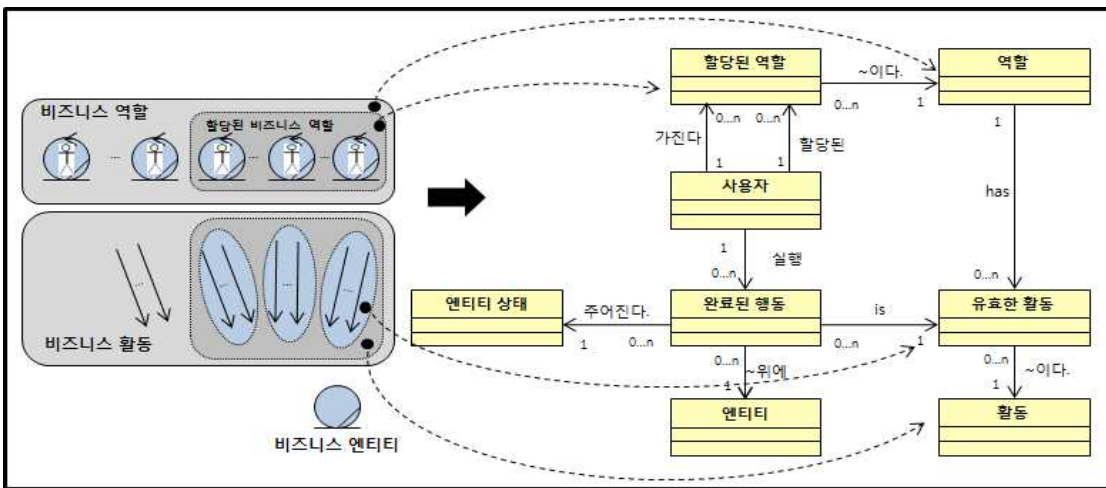 비즈니스 역할
할당된 비즈니스 역할
...
...
...
비즈니스 활동
...
...
...
...
비즈니스 엔티티
할당된 역할
~이다.
0...n
1
역할
0...n
0...n
가진다
할당된
1
1
사용자
1
has
0...n
1
실행
0...n
엔티티 상태
주어진다.
1
0...n
완료된 행동
is
0...n
1
유효한 활동
0...n
~위에
1
엔티티
0...n
~이다.
1
활동